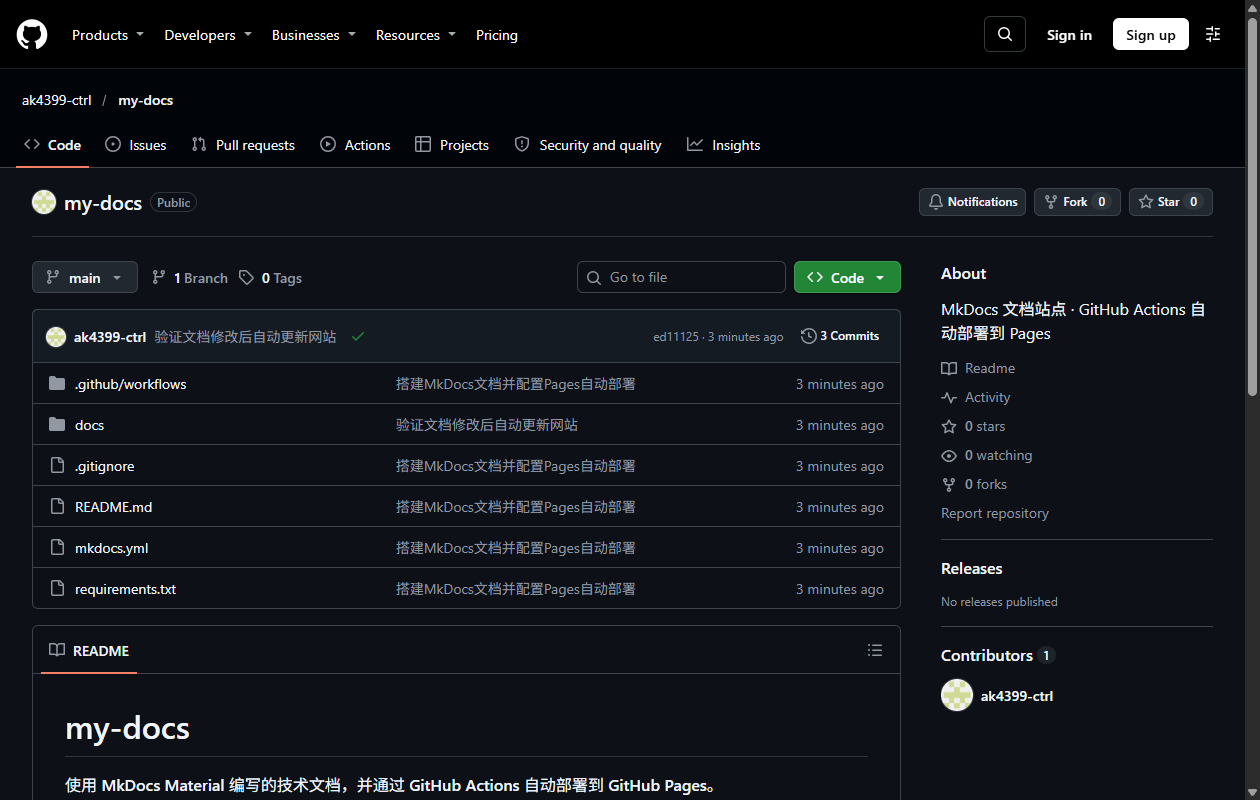 Products Developers Businesses Resources Pricing Sign in Sign up
ak4399-ctrl / my-docs
Code Issues Pull requests Actions Projects Security and quality Insights
my-docs Public Notifications Fork 0 Star 0
main 1 Branch 0 Tags Go to file Code
ak4399-ctrl 验证文档修改后自动更新网站 ed11125 · 3 minutes ago 3 Commits
.github/workflows 搭建MkDocs文档并配置Pages自动部署 3 minutes ago
docs 验证文档修改后自动更新网站 3 minutes ago
.gitignore 搭建MkDocs文档并配置Pages自动部署 3 minutes ago
README.md 搭建MkDocs文档并配置Pages自动部署 3 minutes ago
mkdocs.yml 搭建MkDocs文档并配置Pages自动部署 3 minutes ago
requirements.txt 搭建MkDocs文档并配置Pages自动部署 3 minutes ago
README
my-docs
使用 MkDocs Material 编写的技术文档，并通过 GitHub Actions 自动部署到 GitHub Pages。
About
MkDocs 文档站点 · GitHub Actions 自
动部署到 Pages
Readme
Activity
0 stars
0 watching
0 forks
Report repository
Releases
No releases published
Contributors 1
ak4399-ctrl